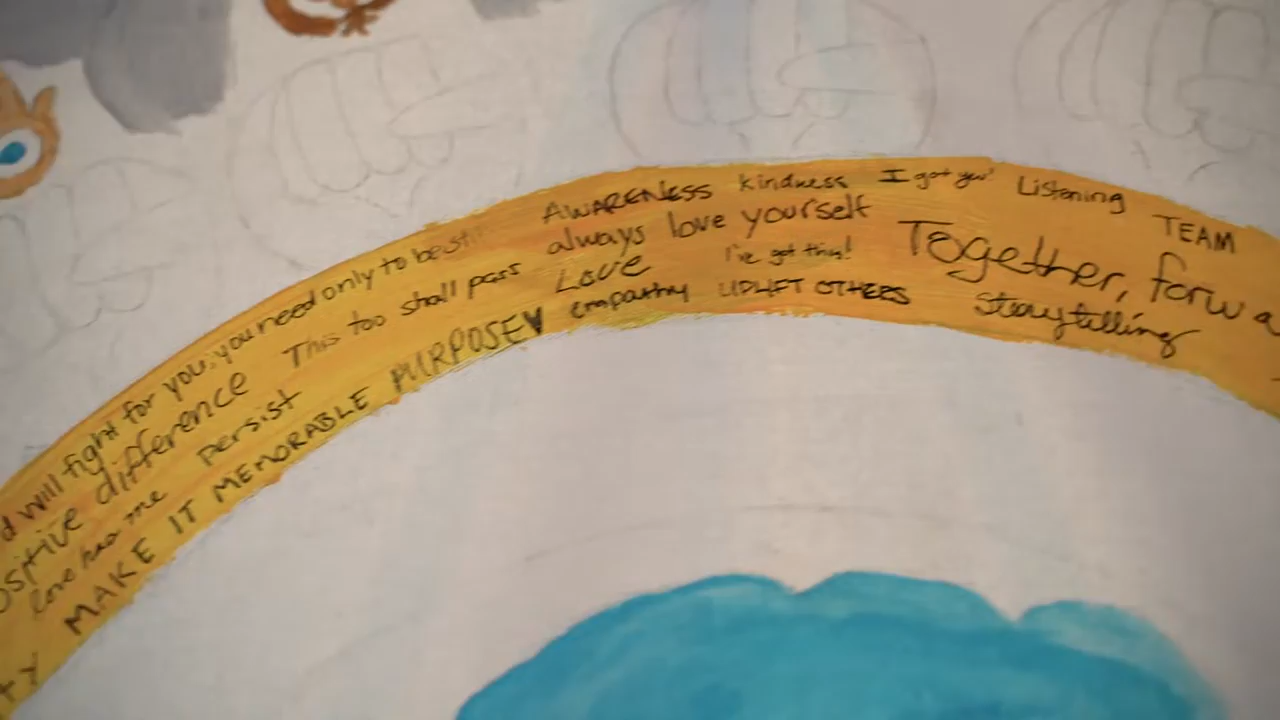 will fight for you; you need only to be
AWARENESS
kindness
I got you
Listening
TEAM
ositive difference
This too shall pass
always love yourself
Together, forwa
love has me
persist
Love
I've got this!
storytelling
MAKE IT MEMORABLE
PURPOSE
empathy
UPLIFT OTHERS
ty